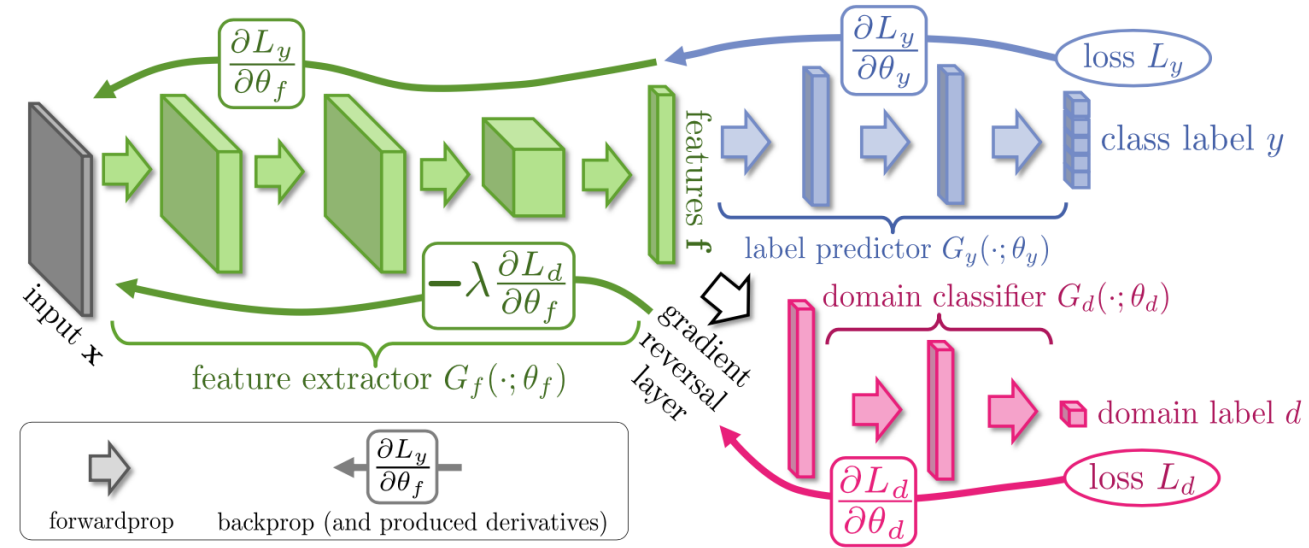 ∂L_y/∂θ_f
∂L_y/∂θ_y
loss L_y
features f
class label y
label predictor G_y(·; θ_y)
−λ ∂L_d/∂θ_f
input x
feature extractor G_f(·; θ_f)
gradient
reversal
layer
domain classifier G_d(·; θ_d)
domain label d
∂L_d/∂θ_d
loss L_d
∂L_y/∂θ_f
forwardprop
backprop (and produced derivatives)